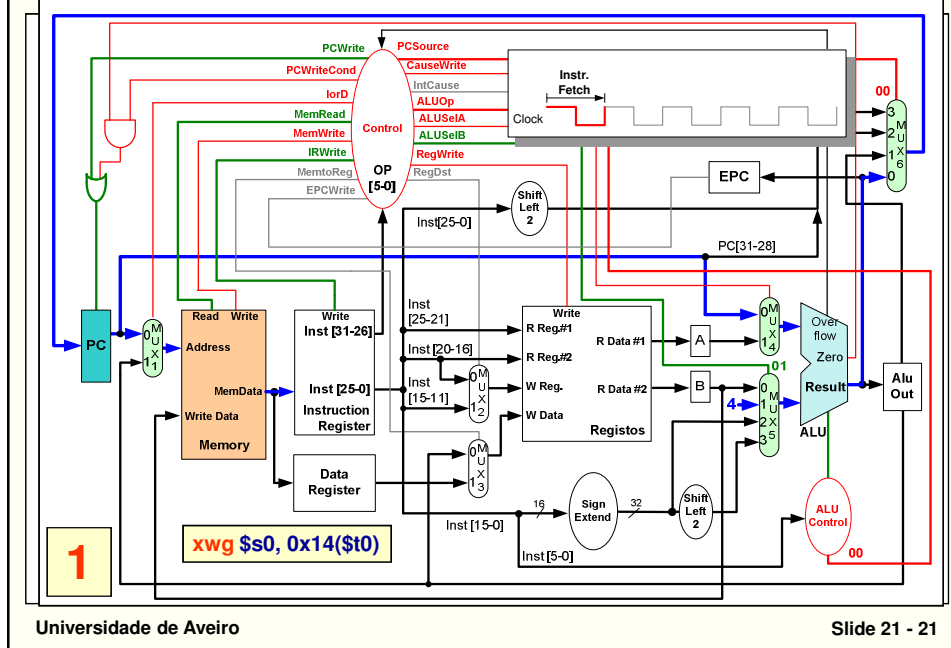 PCWrite
PCWriteCond
IorD
MemRead
MemWrite
IRWrite
MemtoReg
EPCWrite
Control
OP
[5-0]
PCSource
CauseWrite
IntCause
ALUOp
ALUSelA
ALUSelB
RegWrite
RegDst
Instr.
Fetch
Clock
00
3
2
1
0
M
U
X
6
EPC
Shift
Left
2
Inst[25-0]
PC[31-28]
PC
0
1
M
U
X
1
Read Write
Address
MemData
Write Data
Memory
Write
Inst [31-26]
Inst [25-0]
Instruction
Register
Data
Register
Inst
[25-21]
Inst [20-16]
Inst
[15-11]
0
1
M
U
X
2
0
1
M
U
X
3
Write
R Reg.#1
R Reg.#2
W Reg.
W Data
R Data #1
R Data #2
Registos
A
B
0
1
M
U
X
4
01
4
0
1
2
3
M
U
X
5
Over
flow
Zero
Result
ALU
Alu
Out
16
Sign
Extend
32
Shift
Left
2
ALU
Control
00
Inst [15-0]
Inst [5-0]
1
xwg $s0, 0x14($t0)
Universidade de Aveiro
Slide 21 - 21